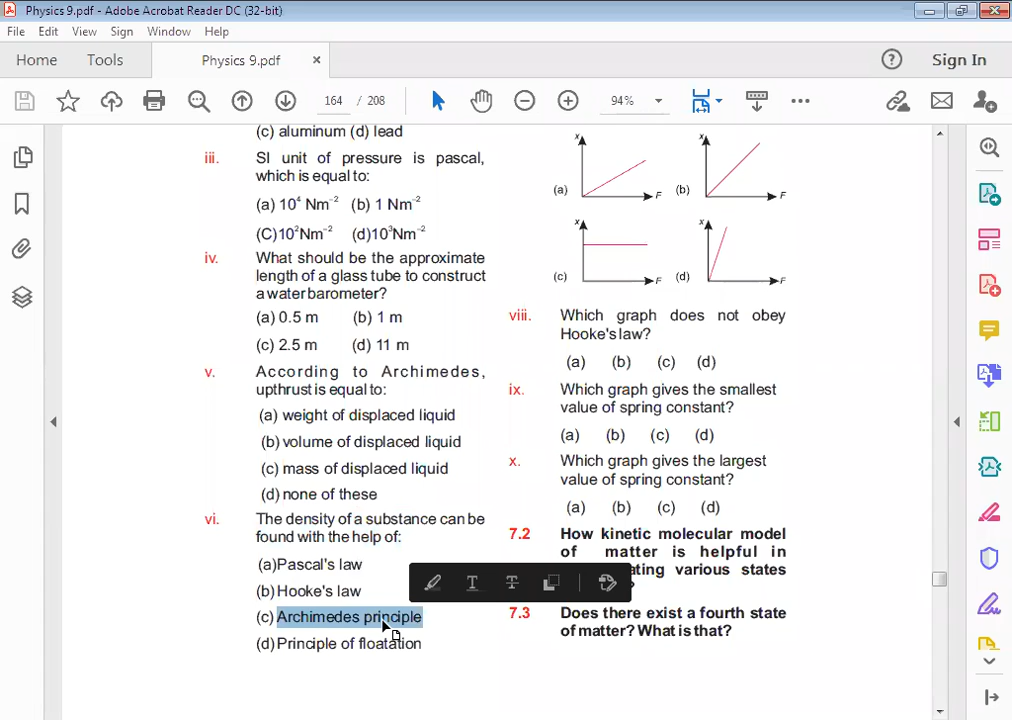 Physics 9.pdf - Adobe Acrobat Reader DC (32-bit)
File Edit View Sign Window Help
Home Tools Physics 9.pdf × Sign In
164 / 208 94%
(c) aluminum (d) lead
iii. SI unit of pressure is pascal,
which is equal to:
(a) 10⁴ Nm⁻² (b) 1 Nm⁻²
(C)10²Nm⁻² (d)10³Nm⁻²
iv. What should be the approximate
length of a glass tube to construct
a water barometer?
(a) 0.5 m (b) 1 m
(c) 2.5 m (d) 11 m
v. According to Archimedes,
upthrust is equal to:
(a) weight of displaced liquid
(b) volume of displaced liquid
(c) mass of displaced liquid
(d) none of these
vi. The density of a substance can be
found with the help of:
(a) Pascal's law
(b) Hooke's law
(c) Archimedes principle
(d) Principle of floatation
x x
(a) F (b) F
x x
(c) F (d) F
viii. Which graph does not obey
Hooke's law?
(a) (b) (c) (d)
ix. Which graph gives the smallest
value of spring constant?
(a) (b) (c) (d)
x. Which graph gives the largest
value of spring constant?
(a) (b) (c) (d)
7.2 How kinetic molecular model
of matter is helpful in
ating various states
?
7.3 Does there exist a fourth state
of matter? What is that?